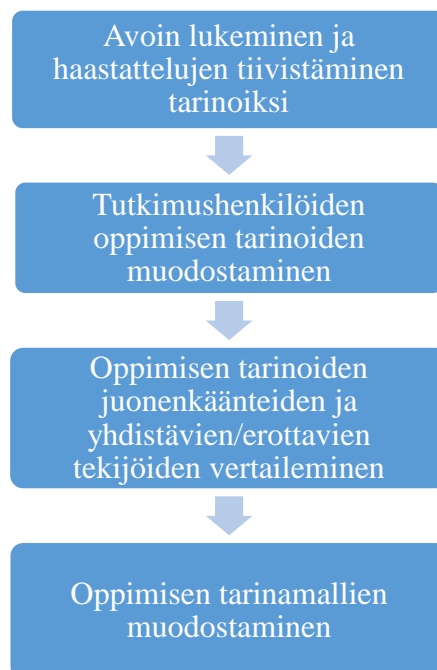 Avoin lukeminen ja
haastattelujen tiivistäminen
tarinoiksi
Tutkimushenkilöiden
oppimisen tarinoiden
muodostaminen
Oppimisen tarinoiden
juonenkäänteiden ja
yhdistävien/erottavien
tekijöiden vertaileminen
Oppimisen tarinamallien
muodostaminen